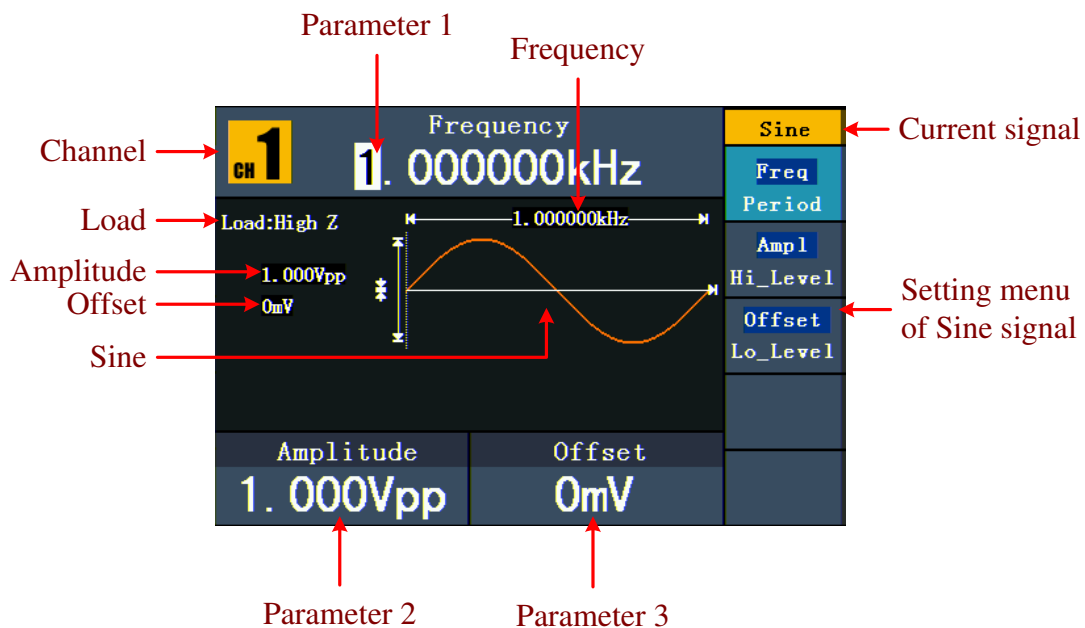 Parameter 1
Frequency
Channel
CH 1
Frequency
1.000000kHz
Sine
Current signal
Freq
Period
Load
Load:High Z
1.000000kHz
Amplitude
1.000Vpp
Ampl
Hi_Level
Offset
0mV
Offset
Lo_Level
Setting menu
of Sine signal
Sine
Amplitude
Offset
1.000Vpp
0mV
Parameter 2
Parameter 3